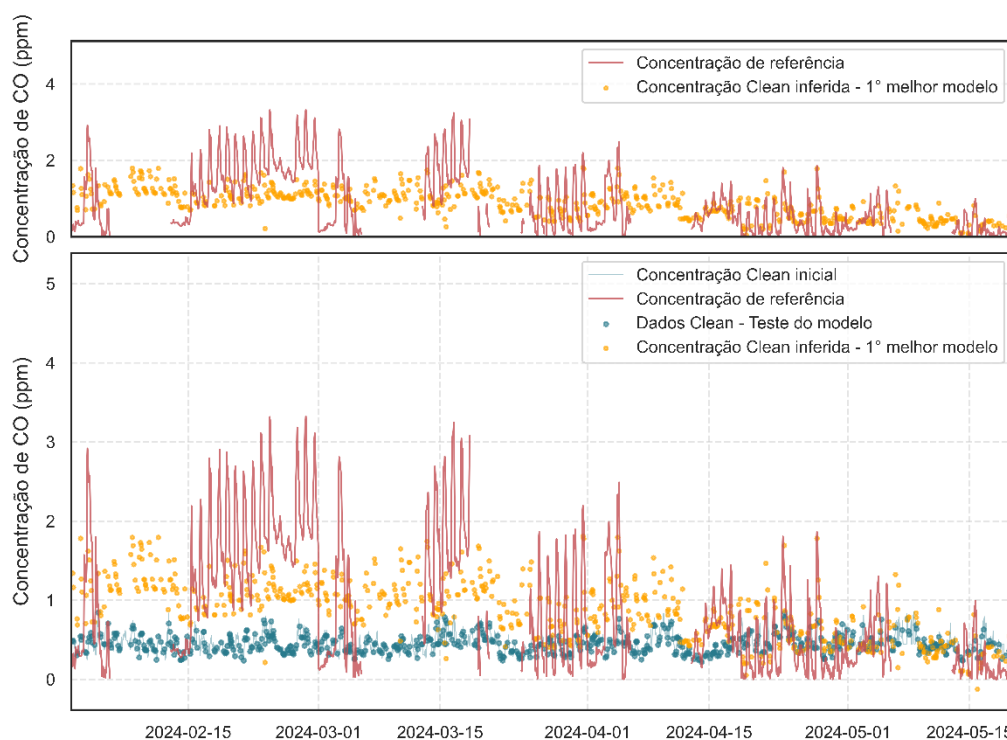 Concentração de CO (ppm)
4
2
0
Concentração de referência
Concentração Clean inferida - 1° melhor modelo
Concentração de CO (ppm)
5
4
3
2
1
0
Concentração Clean inicial
Concentração de referência
Dados Clean - Teste do modelo
Concentração Clean inferida - 1° melhor modelo
2024-02-15
2024-03-01
2024-03-15
2024-04-01
2024-04-15
2024-05-01
2024-05-15